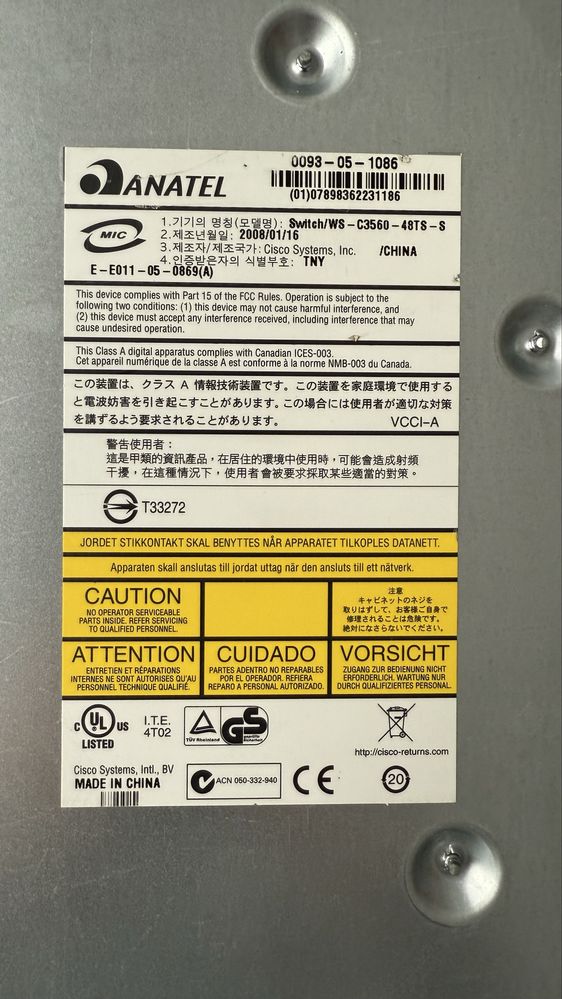 ANATEL
0093-05-1086
(01)07898362231186
MIC
1.기기의 명칭(모델명): Switch/WS-C3560-48TS-S
2.제조년월일: 2008/01/16
3.제조자/제조국가: Cisco Systems, Inc. /CHINA
4.인증받은자의 식별부호: TNY
E-E011-05-0869(A)
This device complies with Part 15 of the FCC Rules. Operation is subject to the
following two conditions: (1) this device may not cause harmful interference, and
(2) this device must accept any interference received, including interference that may
cause undesired operation.
This Class A digital apparatus complies with Canadian ICES-003.
Cet appareil numérique de la classe A est conforme à la norme NMB-003 du Canada.
この装置は、クラス A 情報技術装置です。この装置を家庭環境で使用する
と電波妨害を引き起こすことがあります。この場合には使用者が適切な対策
を講ずるよう要求されることがあります。 VCCI-A
警告使用者：
這是甲類的資訊產品，在居住的環境中使用時，可能會造成射頻
干擾，在這種情況下，使用者會被要求採取某些適當的對策。
T33272
JORDET STIKKONTAKT SKAL BENYTTES NÅR APPARATET TILKOPLES DATANETT.
Apparaten skall anslutas till jordat uttag när den ansluts till ett nätverk.
CAUTION
NO OPERATOR SERVICEABLE
PARTS INSIDE. REFER SERVICING
TO QUALIFIED PERSONNEL.
注意
キャビネットのネジを
取りはずして、お客様ご自身で
修理されることは危険です。
絶対になさらないでください。
ATTENTION
ENTRETIEN ET RÉPARATIONS
INTERNES NE SONT AUTORISÉS QU'AU
PERSONNEL TECHNIQUE QUALIFIÉ.
CUIDADO
PARTES ADENTRO NO REPARABLES
POR EL OPERADOR. REFIERA
REPARO A PERSONAL AUTORIZADO.
VORSICHT
ZUGANG ZUR BEDIENUNG NICHT
ERFORDERLICH. WARTUNG NUR
DURCH QUALIFIZIERTES PERSONAL.
C UL US
LISTED
I.T.E.
4T02
TÜV Rheinland
GS
geprüfte
Sicherheit
http://cisco-returns.com
Cisco Systems, Intl., BV
MADE IN CHINA
ACN 050-332-940
CE
20